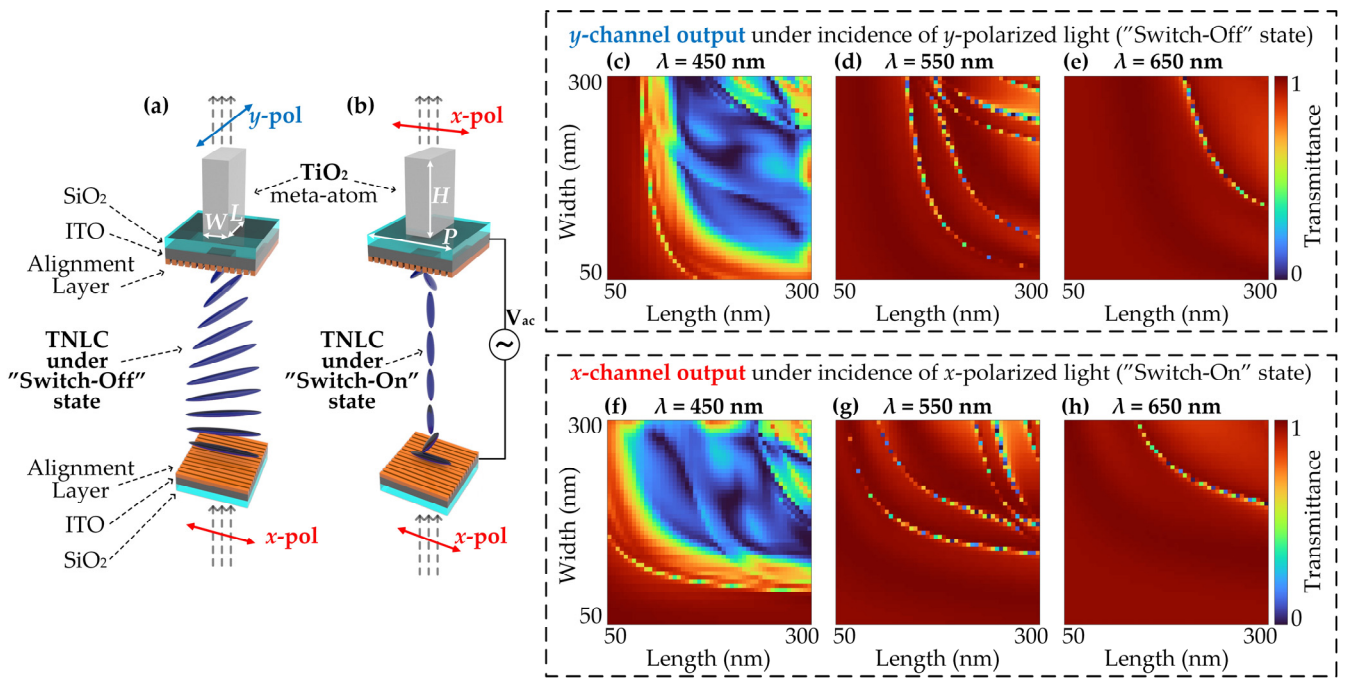 (a)
y-pol
(b)
x-pol
TiO₂
meta-atom
SiO₂
ITO
Alignment
Layer
W
L
H
P
TNLC
under
"Switch-Off"
state
TNLC
under
"Switch-On"
state
Vac
~
Alignment
Layer
ITO
SiO₂
x-pol
x-pol
y-channel output under incidence of y-polarized light ("Switch-Off" state)
(c) λ = 450 nm
(d) λ = 550 nm
(e) λ = 650 nm
300
Width (nm)
50
50
300
Length (nm)
50
300
Length (nm)
50
300
Length (nm)
1
0
Transmittance
x-channel output under incidence of x-polarized light ("Switch-On" state)
(f) λ = 450 nm
(g) λ = 550 nm
(h) λ = 650 nm
300
Width (nm)
50
50
300
Length (nm)
50
300
Length (nm)
50
300
Length (nm)
1
0
Transmittance